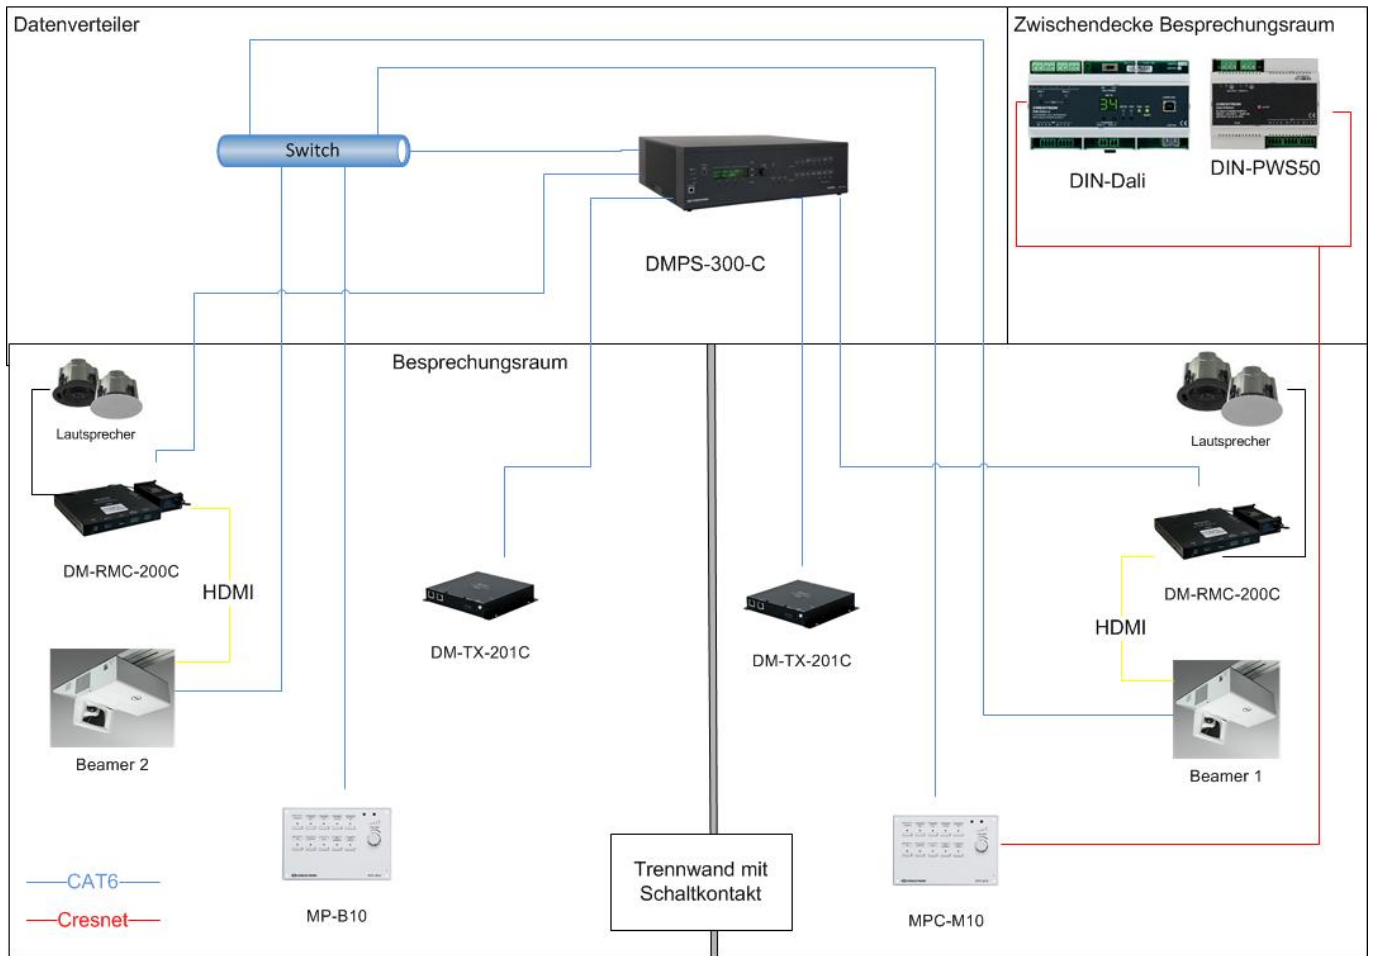 Datenverteiler
Zwischendecke Besprechungsraum
Switch
34
DIN-Dali
DIN-PWS50
DMPS-300-C
Besprechungsraum
Lautsprecher
Lautsprecher
DM-RMC-200C
DM-RMC-200C
HDMI
HDMI
DM-TX-201C
DM-TX-201C
Beamer 2
Beamer 1
Trennwand mit
Schaltkontakt
CAT6
Cresnet
MP-B10
MPC-M10